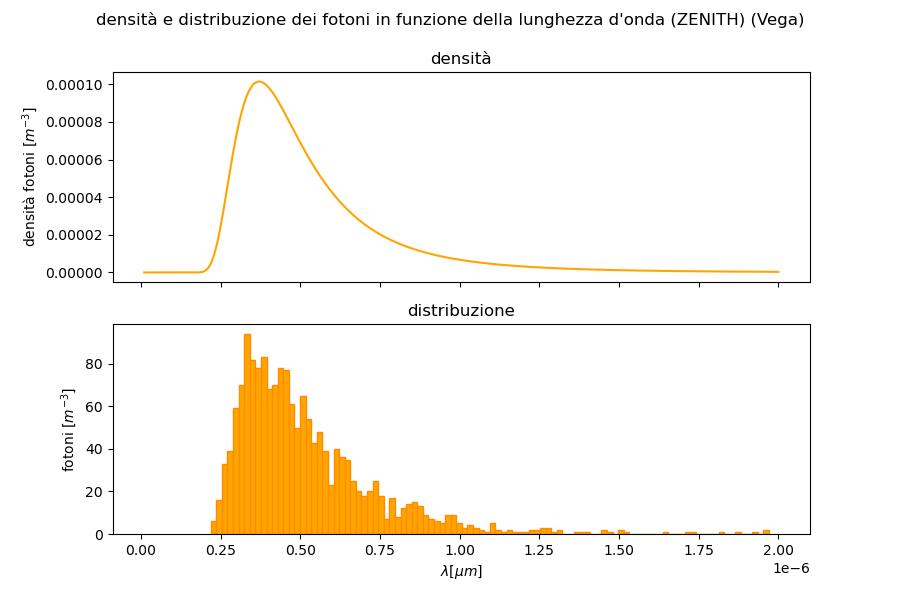 densità e distribuzione dei fotoni in funzione della lunghezza d'onda (ZENITH) (Vega)
densità
densità fotoni [$m^{-3}$]
0.00010
0.00008
0.00006
0.00004
0.00002
0.00000
distribuzione
fotoni [$m^{-3}$]
80
60
40
20
0
0.00 0.25 0.50 0.75 1.00 1.25 1.50 1.75 2.00
1e−6
λ[μm]